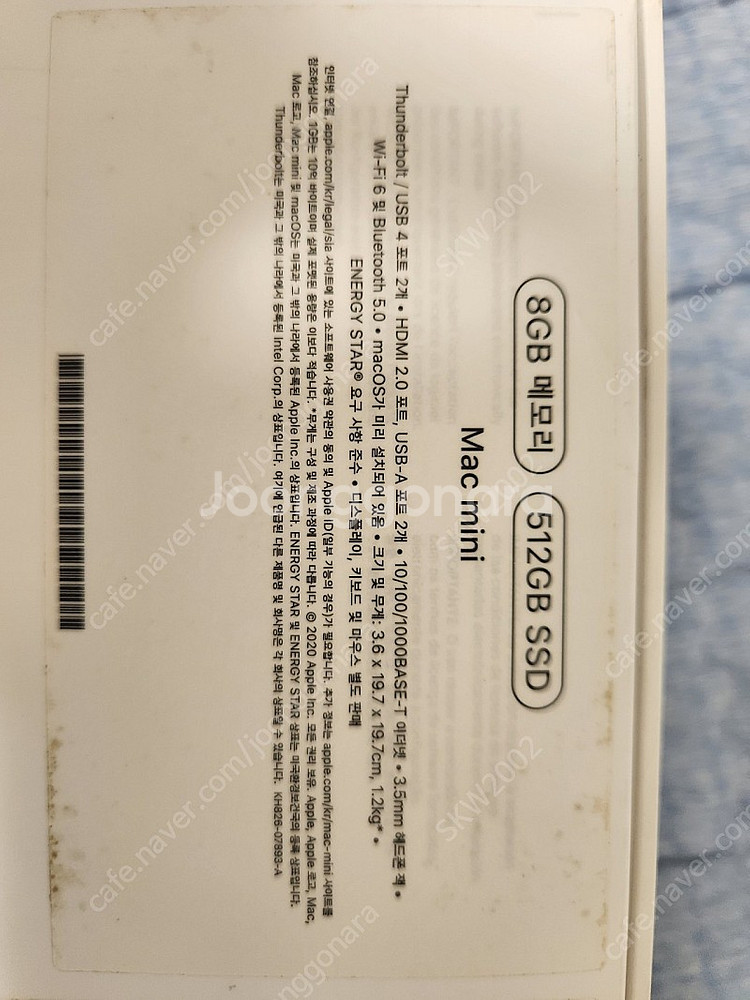 8GB 메모리 512GB SSD
Mac mini
Thunderbolt / USB 4 포트 2개 • HDMI 2.0 포트, USB-A 포트 2개 • 10/100/1000BASE-T 이더넷 • 3.5mm 헤드폰 잭 •
Wi-Fi 6 및 Bluetooth 5.0 • macOS가 미리 설치되어 있음 • 크기 및 무게: 3.6 x 19.7 x 19.7cm, 1.2kg* •
ENERGY STAR® 요구 사항 준수 • 디스플레이, 키보드 및 마우스 별도 판매
인터넷 연결, apple.com/kr/legal/sla 사이트에 있는 소프트웨어 사용권 약관의 동의 및 Apple ID(일부 기능의 경우)가 필요합니다. 추가 정보는 apple.com/kr/mac-mini 사이트를
참조하십시오. 1GB는 10억 바이트이며 실제 포맷된 용량은 이보다 적습니다. *무게는 구성 및 제조 과정에 따라 다릅니다. © 2020 Apple Inc. 모든 권리 보유. Apple, Apple 로고, Mac,
Mac 로고, Mac mini 및 macOS는 미국과 그 밖의 나라에서 등록된 Apple Inc.의 상표입니다. ENERGY STAR 및 ENERGY STAR 상표는 미국환경보건국의 등록 상표입니다.
Thunderbolt는 미국과 그 밖의 나라에서 등록된 Intel Corp.의 상표입니다. 여기에 언급된 다른 제품명 및 회사명은 각 회사의 상표일 수 있습니다. KH826-07893-A
Joonggonara
cafe.naver.com/joonggonara
SKW2002